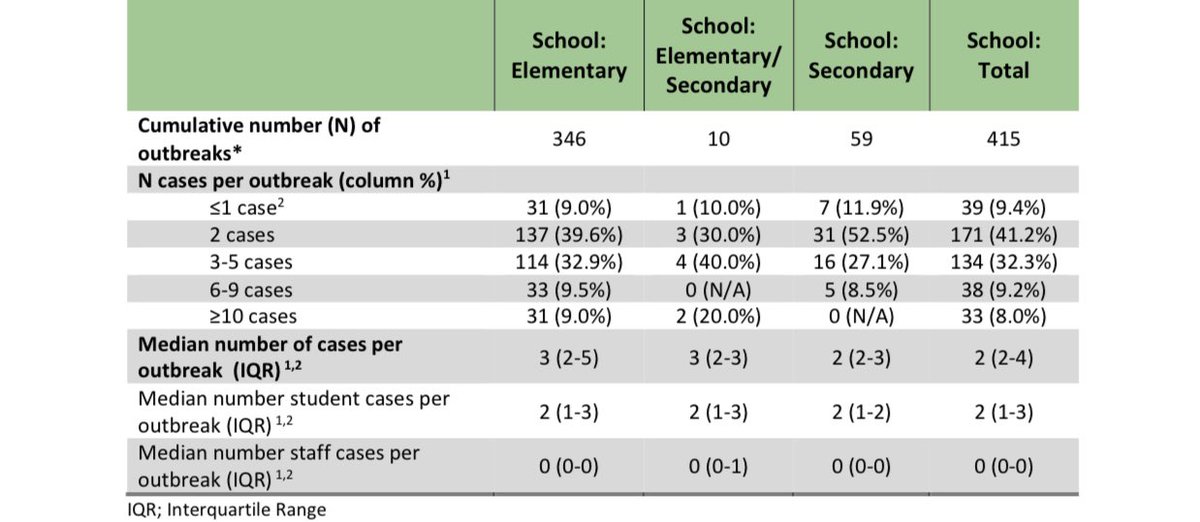 School: Elementary
School: Elementary/ Secondary
School: Secondary
School: Total
Cumulative number (N) of outbreaks* 346 10 59 415
N cases per outbreak (column %)¹
≤1 case² 31 (9.0%) 1 (10.0%) 7 (11.9%) 39 (9.4%)
2 cases 137 (39.6%) 3 (30.0%) 31 (52.5%) 171 (41.2%)
3-5 cases 114 (32.9%) 4 (40.0%) 16 (27.1%) 134 (32.3%)
6-9 cases 33 (9.5%) 0 (N/A) 5 (8.5%) 38 (9.2%)
≥10 cases 31 (9.0%) 2 (20.0%) 0 (N/A) 33 (8.0%)
Median number of cases per outbreak (IQR) ¹,² 3 (2-5) 3 (2-3) 2 (2-3) 2 (2-4)
Median number student cases per outbreak (IQR) ¹,² 2 (1-3) 2 (1-3) 2 (1-2) 2 (1-3)
Median number staff cases per outbreak (IQR) ¹,² 0 (0-0) 0 (0-1) 0 (0-0) 0 (0-0)
IQR; Interquartile Range